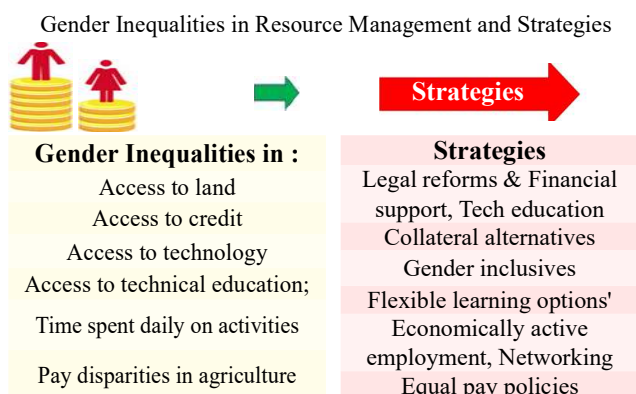 Gender Inequalities in Resource Management and Strategies
Strategies
Gender Inequalities in :
Access to land
Access to credit
Access to technology
Access to technical education;
Time spent daily on activities
Pay disparities in agriculture
Strategies
Legal reforms & Financial
support, Tech education
Collateral alternatives
Gender inclusives
Flexible learning options'
Economically active
employment, Networking
Equal pay policies